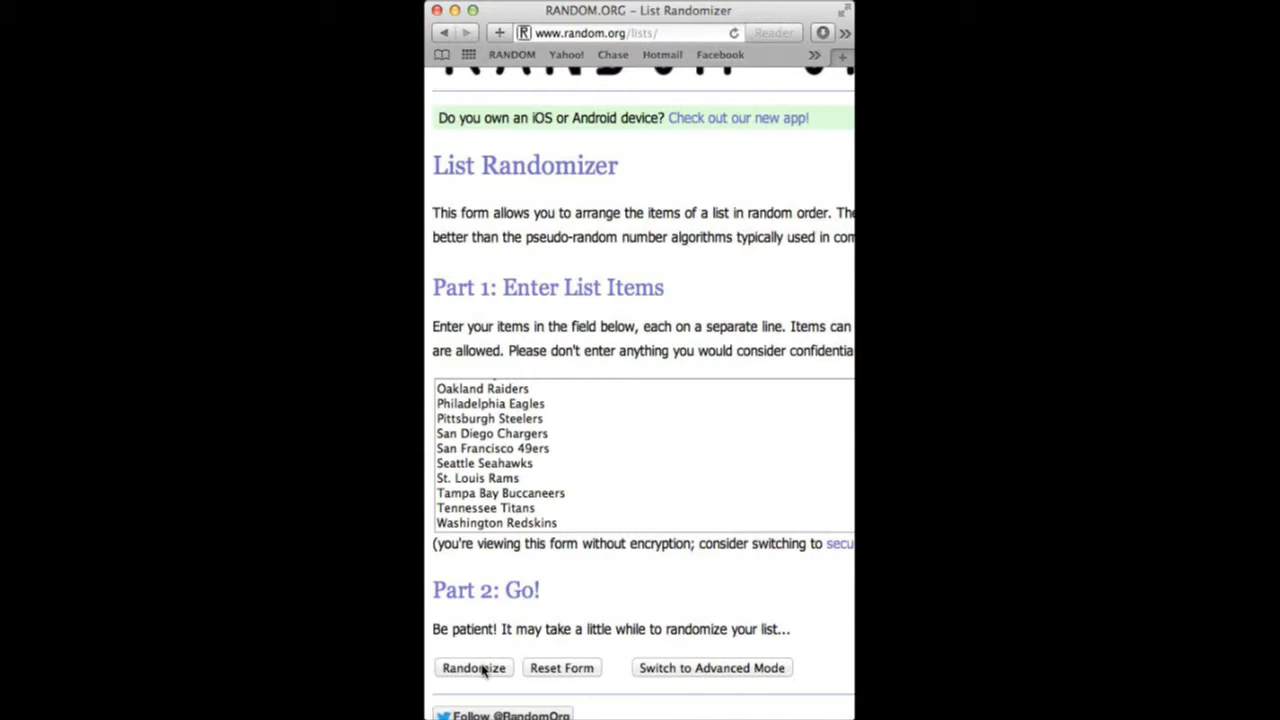 RANDOM.ORG – List Randomizer
R www.random.org/lists/ Reader
RANDOM Yahoo! Chase Hotmail Facebook
Do you own an iOS or Android device? Check out our new app!
List Randomizer
This form allows you to arrange the items of a list in random order. The
better than the pseudo-random number algorithms typically used in com
Part 1: Enter List Items
Enter your items in the field below, each on a separate line. Items can
are allowed. Please don't enter anything you would consider confidentia
Oakland Raiders
Philadelphia Eagles
Pittsburgh Steelers
San Diego Chargers
San Francisco 49ers
Seattle Seahawks
St. Louis Rams
Tampa Bay Buccaneers
Tennessee Titans
Washington Redskins
(you're viewing this form without encryption; consider switching to secu
Part 2: Go!
Be patient! It may take a little while to randomize your list...
Randomize Reset Form Switch to Advanced Mode
Follow @RandomOrg